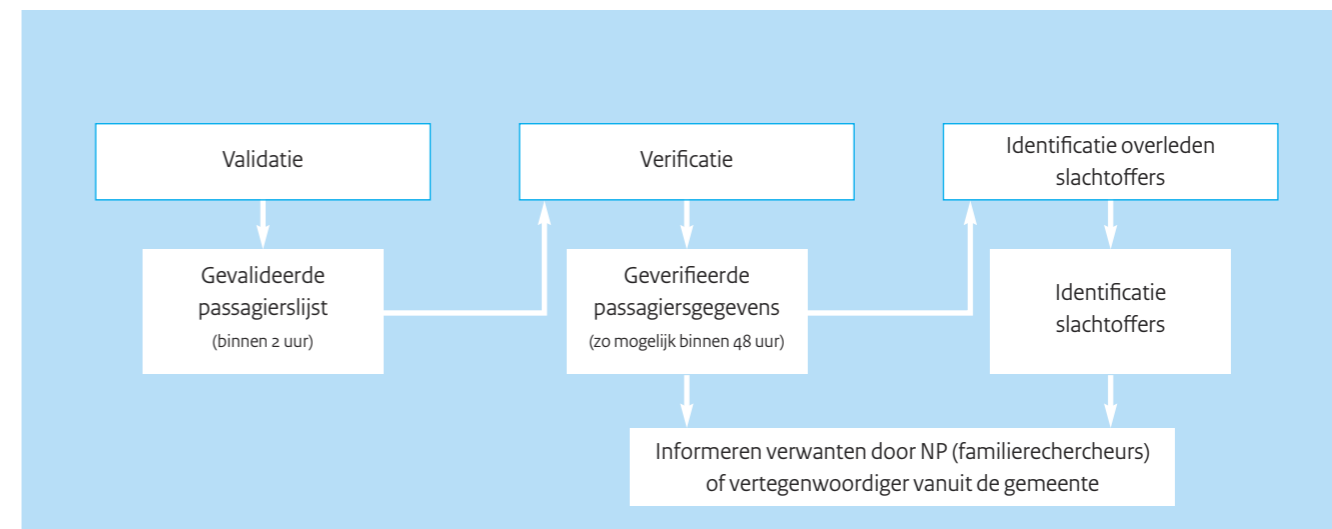 Validatie
Verificatie
Identificatie overleden
slachtoffers
Gevalideerde
passagierslijst
(binnen 2 uur)
Geverifieerde
passagiersgegevens
(zo mogelijk binnen 48 uur)
Identificatie
slachtoffers
Informeren verwanten door NP (familierechercheurs)
of vertegenwoordiger vanuit de gemeente